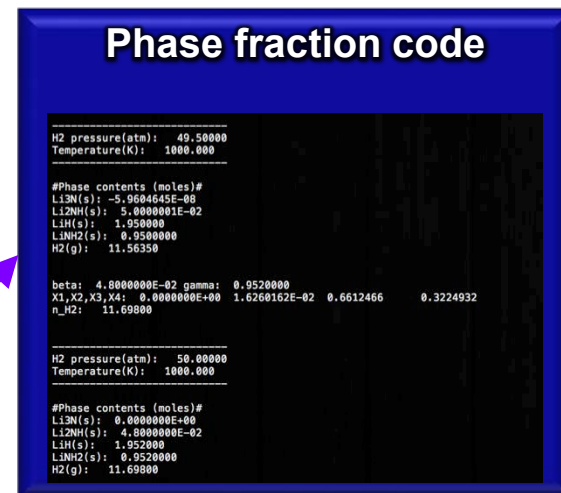 Phase fraction code
----------------------------
H2 pressure(atm):   49.50000
Temperature(K):   1000.000
----------------------------
#Phase contents (moles)#
Li3N(s): -5.9604645E-08
Li2NH(s):  5.0000001E-02
LiH(s):   1.950000
LiNH2(s):  0.9500000
H2(g):   11.56350
beta:  4.8000000E-02 gamma:  0.9520000
X1,X2,X3,X4:  0.0000000E+00  1.6260162E-02  0.6612466      0.3224932
n_H2:   11.69800
----------------------------
H2 pressure(atm):   50.00000
Temperature(K):   1000.000
----------------------------
#Phase contents (moles)#
Li3N(s):  0.0000000E+00
Li2NH(s):  4.8000000E-02
LiH(s):   1.952000
LiNH2(s):  0.9520000
H2(g):   11.69800